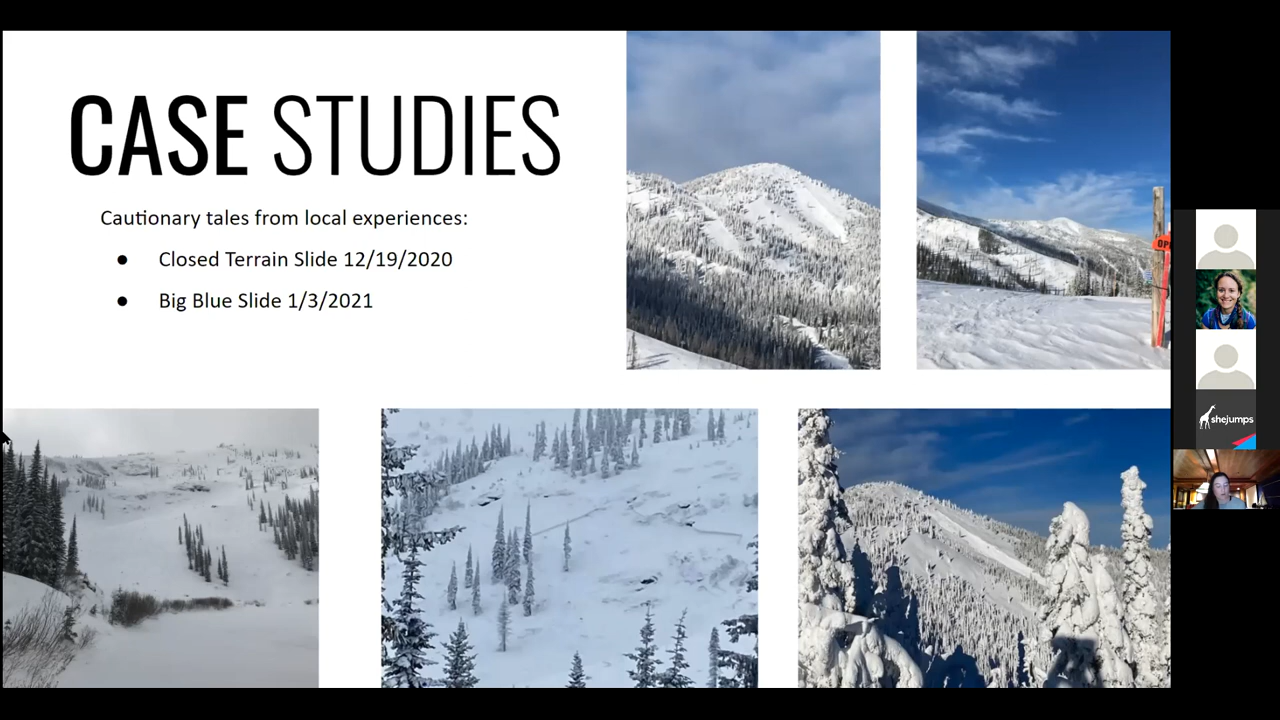 CASE STUDIES
Cautionary tales from local experiences:
● Closed Terrain Slide 12/19/2020
● Big Blue Slide 1/3/2021
OP
shejumps